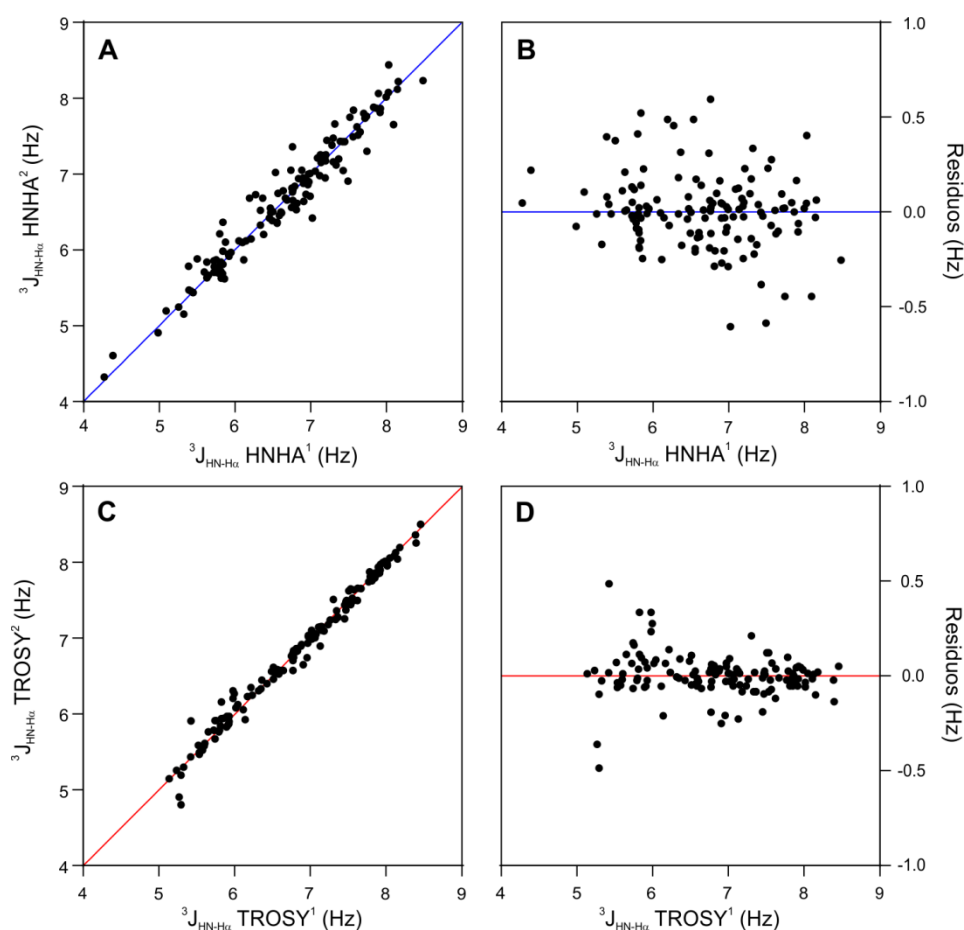 A
9
8
7
6
5
4
³J_HN-Hα HNHA² (Hz)
4 5 6 7 8 9
³J_HN-Hα HNHA¹ (Hz)
B
1.0
0.5
0.0
-0.5
-1.0
Residuos (Hz)
4 5 6 7 8 9
³J_HN-Hα HNHA¹ (Hz)
C
9
8
7
6
5
4
³J_HN-Hα TROSY² (Hz)
4 5 6 7 8 9
³J_HN-Hα TROSY¹ (Hz)
D
1.0
0.5
0.0
-0.5
-1.0
Residuos (Hz)
4 5 6 7 8 9
³J_HN-Hα TROSY¹ (Hz)